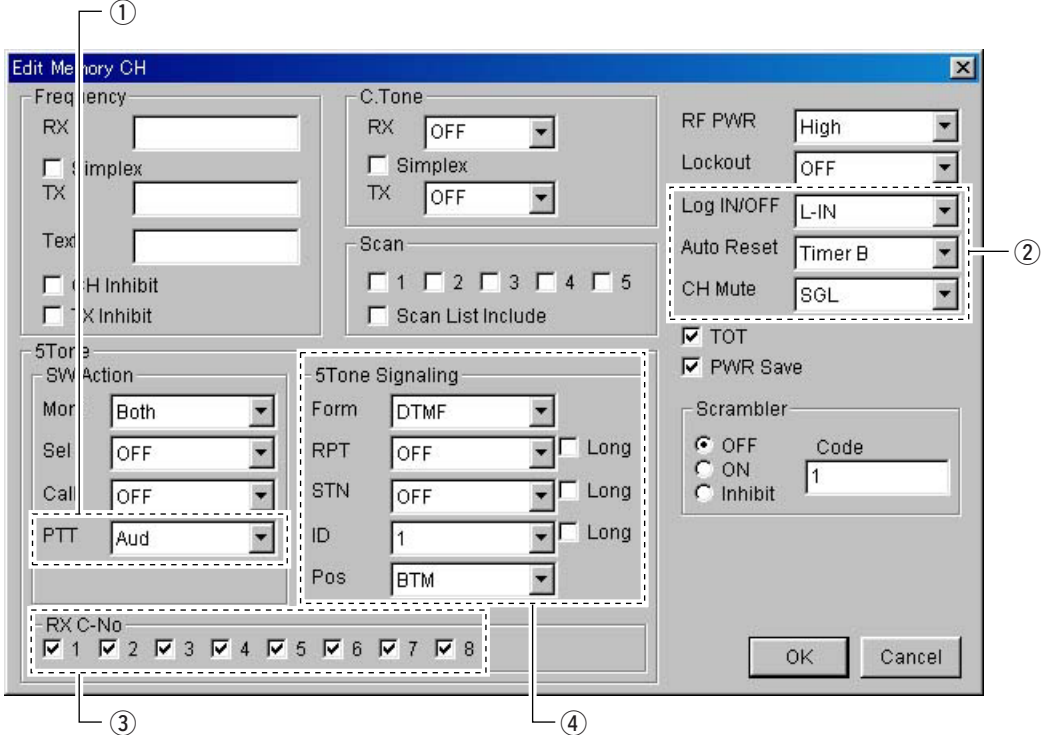 ①
Edit Memory CH
Frequency
RX
Simplex
TX
Text
CH Inhibit
TX Inhibit
C.Tone
RX OFF
Simplex
TX OFF
Scan
1 2 3 4 5
Scan List Include
RF PWR High
Lockout OFF
Log IN/OFF L-IN
Auto Reset Timer B
CH Mute SGL
②
TOT
PWR Save
Scrambler
OFF
ON
Inhibit
Code
1
5Tone
SW Action
Mon Both
Sel OFF
Call OFF
PTT Aud
5Tone Signaling
Form DTMF
RPT OFF Long
STN OFF Long
ID 1 Long
Pos BTM
RX C-No
1 2 3 4 5 6 7 8
OK Cancel
③
④